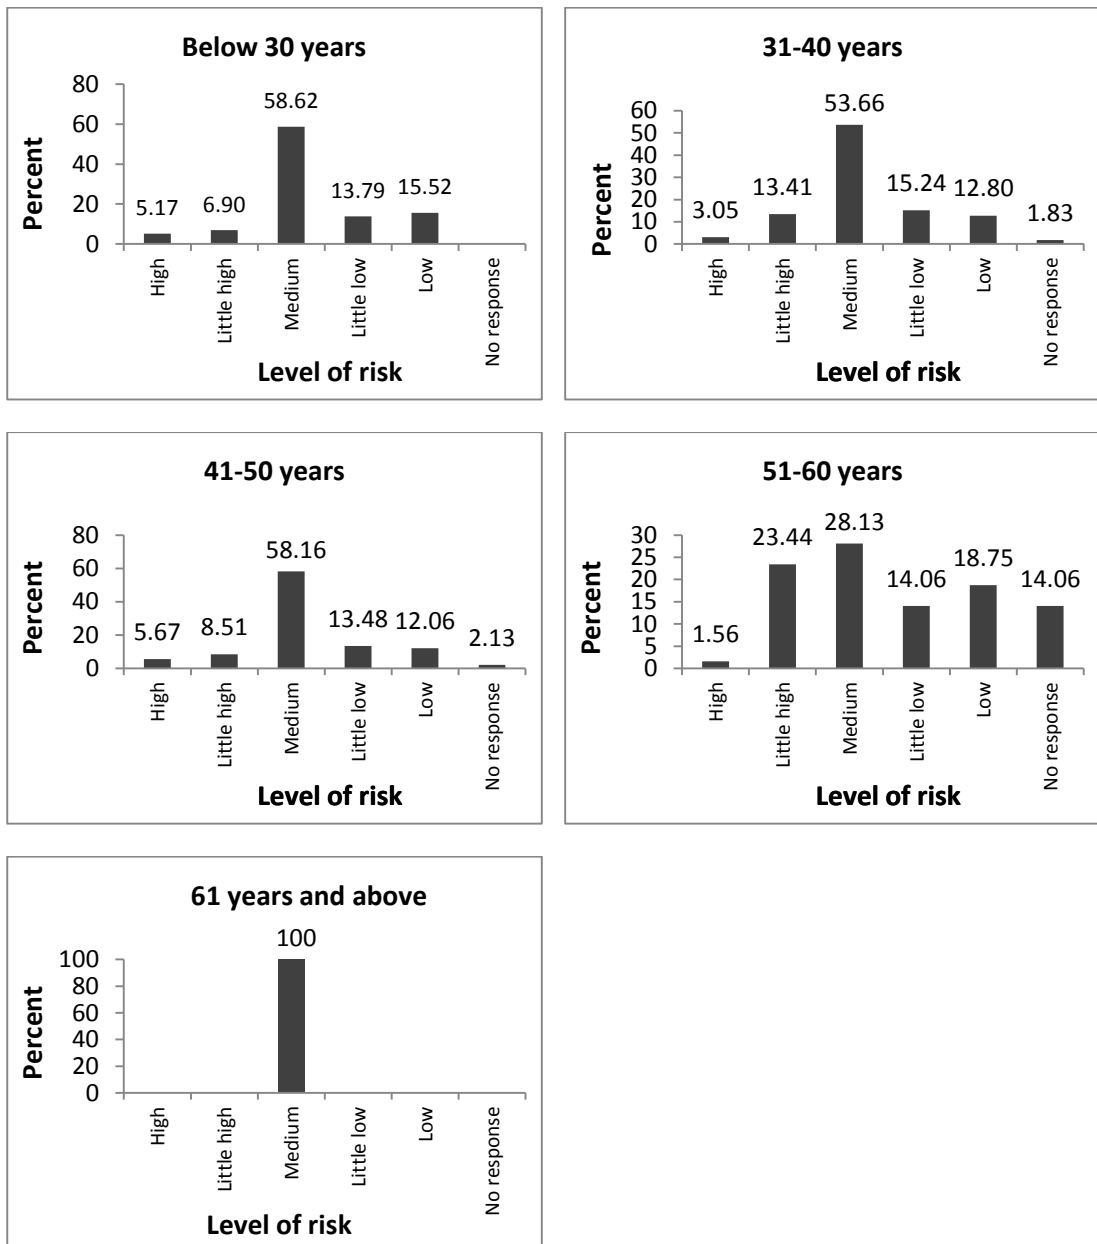 Below 30 years
Percent
80
60
40
20
0
5.17
6.90
58.62
13.79
15.52
High
Little high
Medium
Little low
Low
No response
Level of risk
31-40 years
Percent
60
50
40
30
20
10
0
3.05
13.41
53.66
15.24
12.80
1.83
High
Little high
Medium
Little low
Low
No response
Level of risk
41-50 years
Percent
80
60
40
20
0
5.67
8.51
58.16
13.48
12.06
2.13
High
Little high
Medium
Little low
Low
No response
Level of risk
51-60 years
Percent
30
25
20
15
10
5
0
1.56
23.44
28.13
14.06
18.75
14.06
High
Little high
Medium
Little low
Low
No response
Level of risk
61 years and above
Percent
100
80
60
40
20
0
100
High
Little high
Medium
Little low
Low
No response
Level of risk